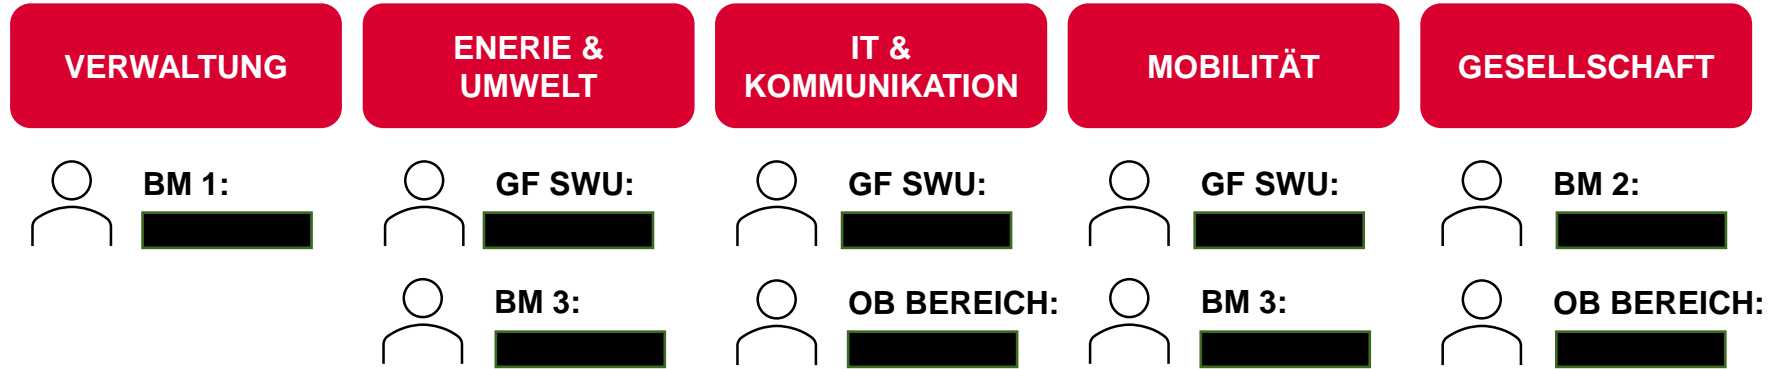 VERWALTUNG
ENERIE &
UMWELT
IT &
KOMMUNIKATION
MOBILITÄT
GESELLSCHAFT
BM 1:
GF SWU:
GF SWU:
GF SWU:
BM 2:
BM 3:
OB BEREICH:
BM 3:
OB BEREICH: